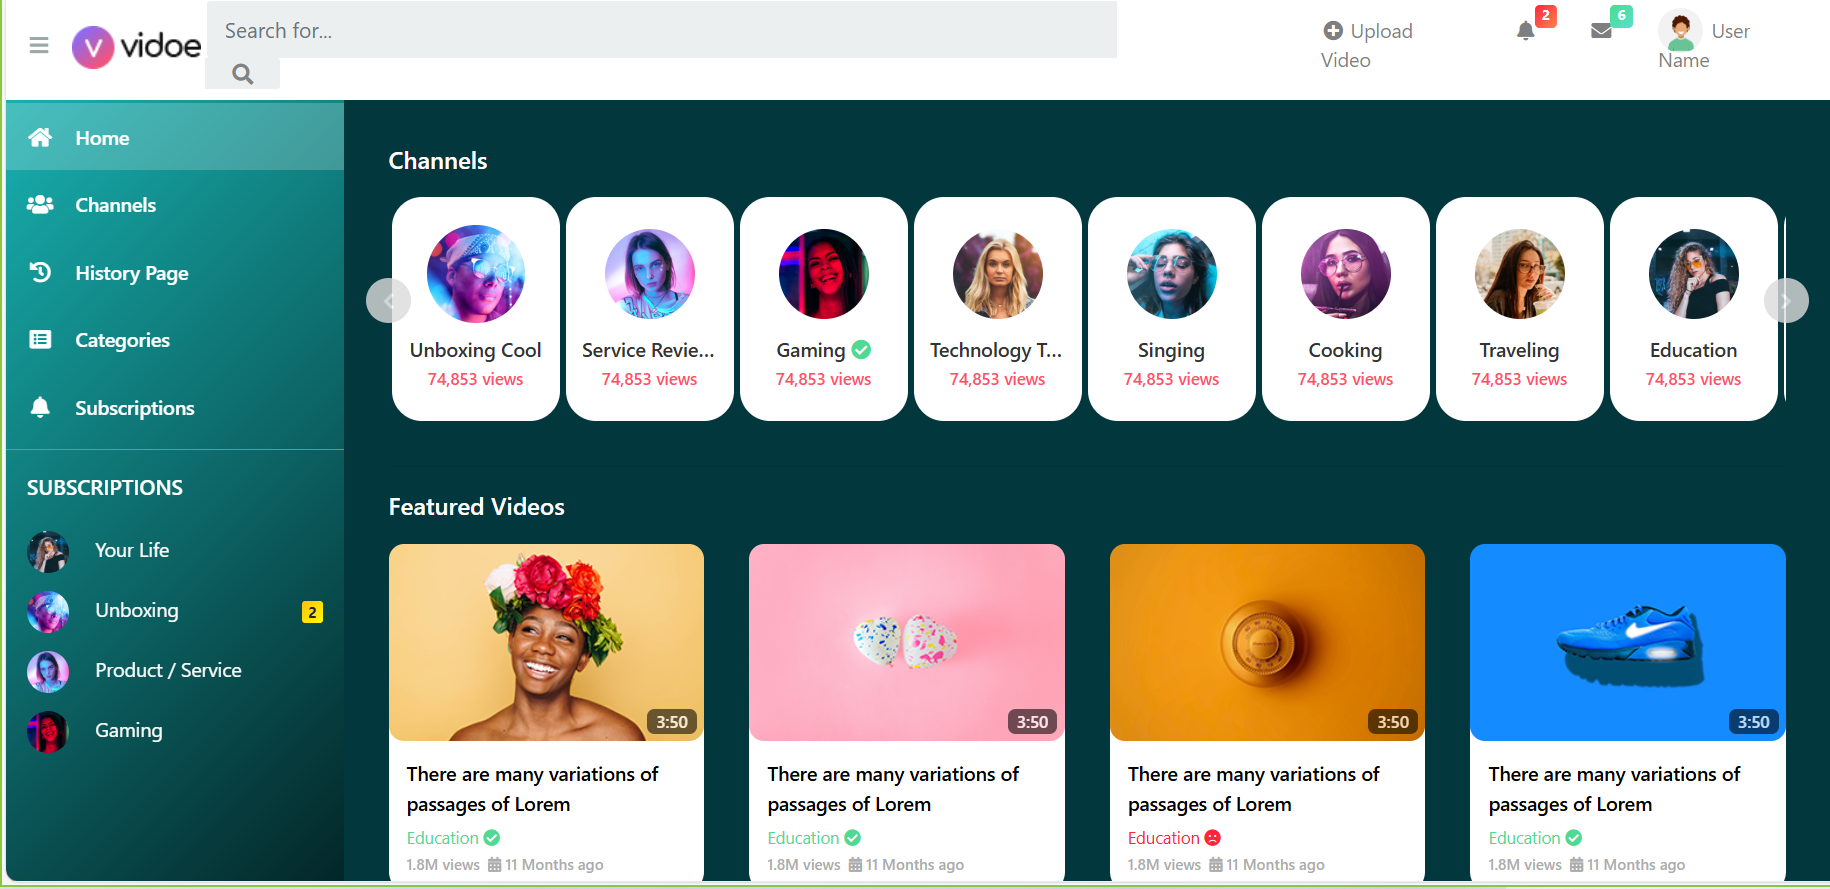 vidoe
Search for...
Upload
Video
2
6
User
Name
Home
Channels
History Page
Categories
Subscriptions
SUBSCRIPTIONS
Your Life
Unboxing 2
Product / Service
Gaming
Channels
Unboxing Cool Service Revie... Gaming Technology T... Singing Cooking Traveling Education
74,853 views 74,853 views 74,853 views 74,853 views 74,853 views 74,853 views 74,853 views 74,853 views
Featured Videos
3:50 3:50 3:50 3:50
There are many variations of
passages of Lorem
Education
1.8M views 11 Months ago
There are many variations of
passages of Lorem
Education
1.8M views 11 Months ago
There are many variations of
passages of Lorem
Education
1.8M views 11 Months ago
There are many variations of
passages of Lorem
Education
1.8M views 11 Months ago